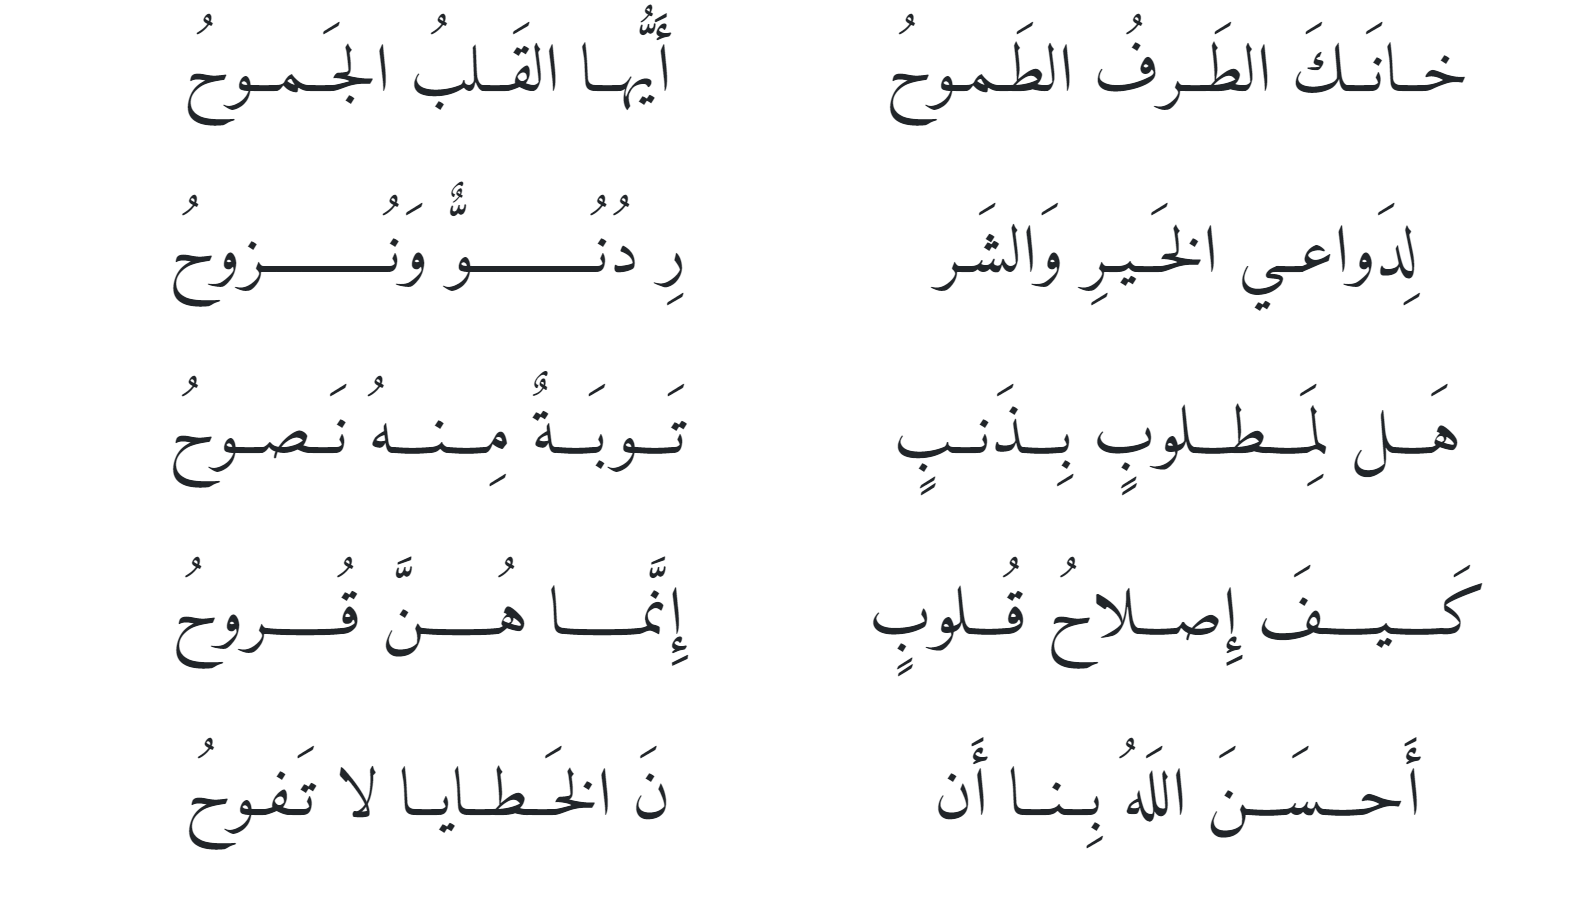 خانَكَ الطَرفُ الطَموحُ أَيُّها القَلبُ الجَموحُ
لِدَواعي الخَيرِ وَالشَر رِ دُنُوٌّ وَنُزوحُ
هَل لِمَطلوبٍ بِذَنبٍ تَوبَةٌ مِنهُ نَصوحُ
كَيفَ إِصلاحُ قُلوبٍ إِنَّما هُنَّ قُروحُ
أَحسَنَ اللَهُ بِنا أَن نَ الخَطايا لا تَفوحُ